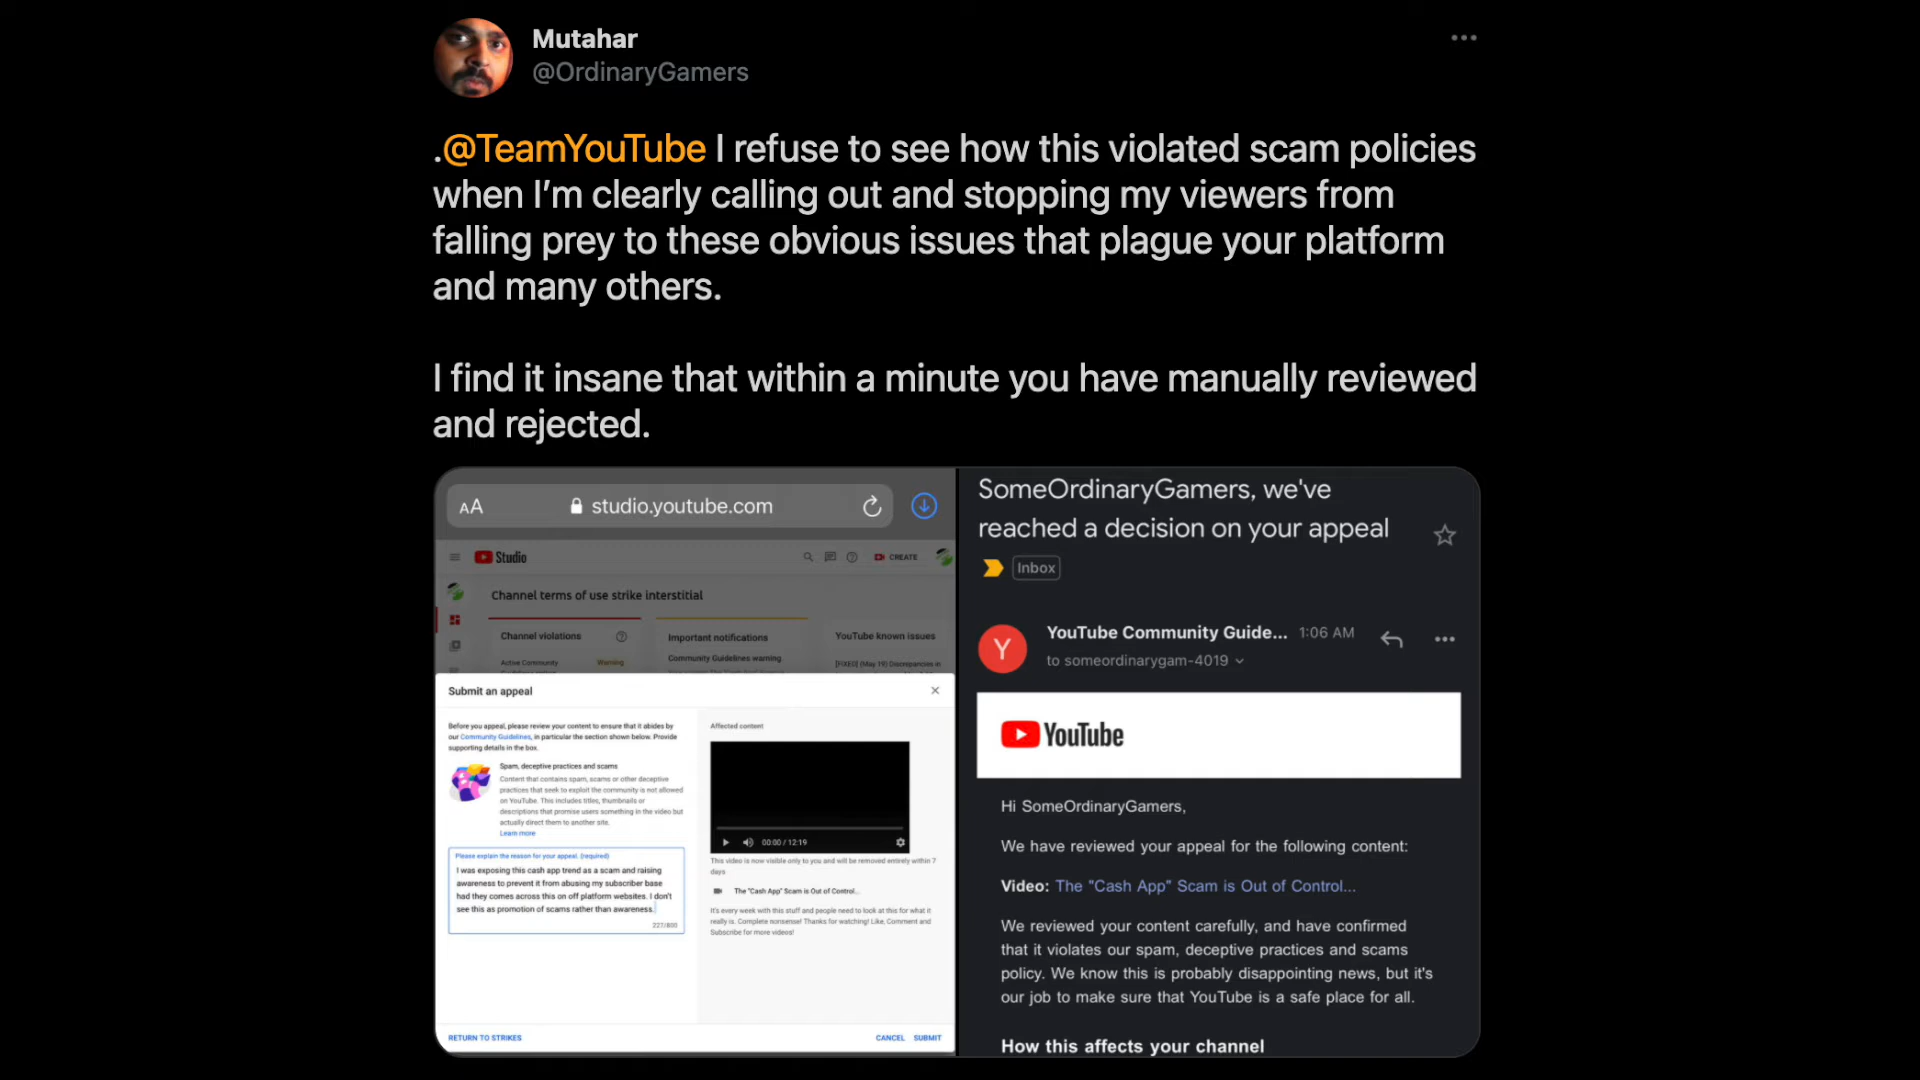 Mutahar
@OrdinaryGamers
.@TeamYouTube I refuse to see how this violated scam policies
when I’m clearly calling out and stopping my viewers from
falling prey to these obvious issues that plague your platform
and many others.
I find it insane that within a minute you have manually reviewed
and rejected.
AA studio.youtube.com
Studio
CREATE
Channel terms of use strike interstitial
Channel violations
Active Community
Warning
Important notifications
Community Guidelines warning
YouTube known issues
[FIXED] (May 19) Discrepancies in
Submit an appeal
Before you appeal, please review your content to ensure that it abides by
our Community Guidelines, in particular the section shown below. Provide
supporting details in the box.
Spam, deceptive practices and scams
Content that contains spam, scams or other deceptive
practices that seek to exploit the community is not allowed
on YouTube. This includes titles, thumbnails or
descriptions that promise users something in the video but
actually direct them to another site.
Learn more
Please explain the reason for your appeal. (required)
I was exposing this cash app trend as a scam and raising
awareness to prevent it from abusing my subscriber base
had they comes across this on off platform websites. I don't
see this as promotion of scams rather than awareness.
227/800
Affected content
00:00 / 12:19
This video is now visible only to you and will be removed entirely within 7
days
The "Cash App" Scam is Out of Control...
It's every week with this stuff and people need to look at this for what it
really is. Complete nonsense! Thanks for watching! Like, Comment and
Subscribe for more videos!
RETURN TO STRIKES
CANCEL
SUBMIT
SomeOrdinaryGamers, we've
reached a decision on your appeal
Inbox
Y
YouTube Community Guide... 1:06 AM
to someordinarygam-4019
YouTube
Hi SomeOrdinaryGamers,
We have reviewed your appeal for the following content:
Video: The "Cash App" Scam is Out of Control...
We reviewed your content carefully, and have confirmed
that it violates our spam, deceptive practices and scams
policy. We know this is probably disappointing news, but it's
our job to make sure that YouTube is a safe place for all.
How this affects your channel